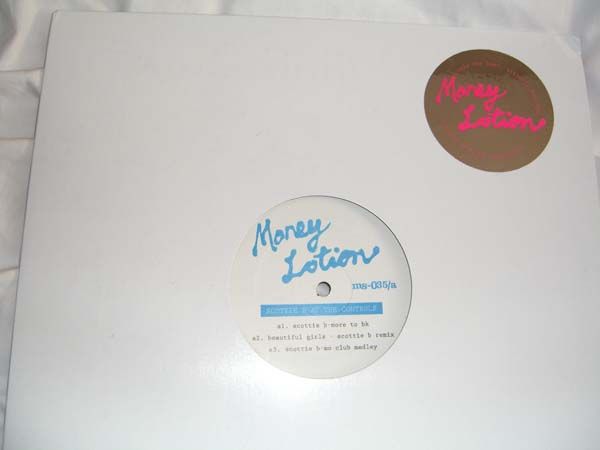 Money
Lotion
Money
Lotion
ms-035/a
SCOTTIE B AT THE CONTROLS
a1. scottie b-more to bk
a2. beautiful girls - scottie b remix
a3. scottie b-mo club medley